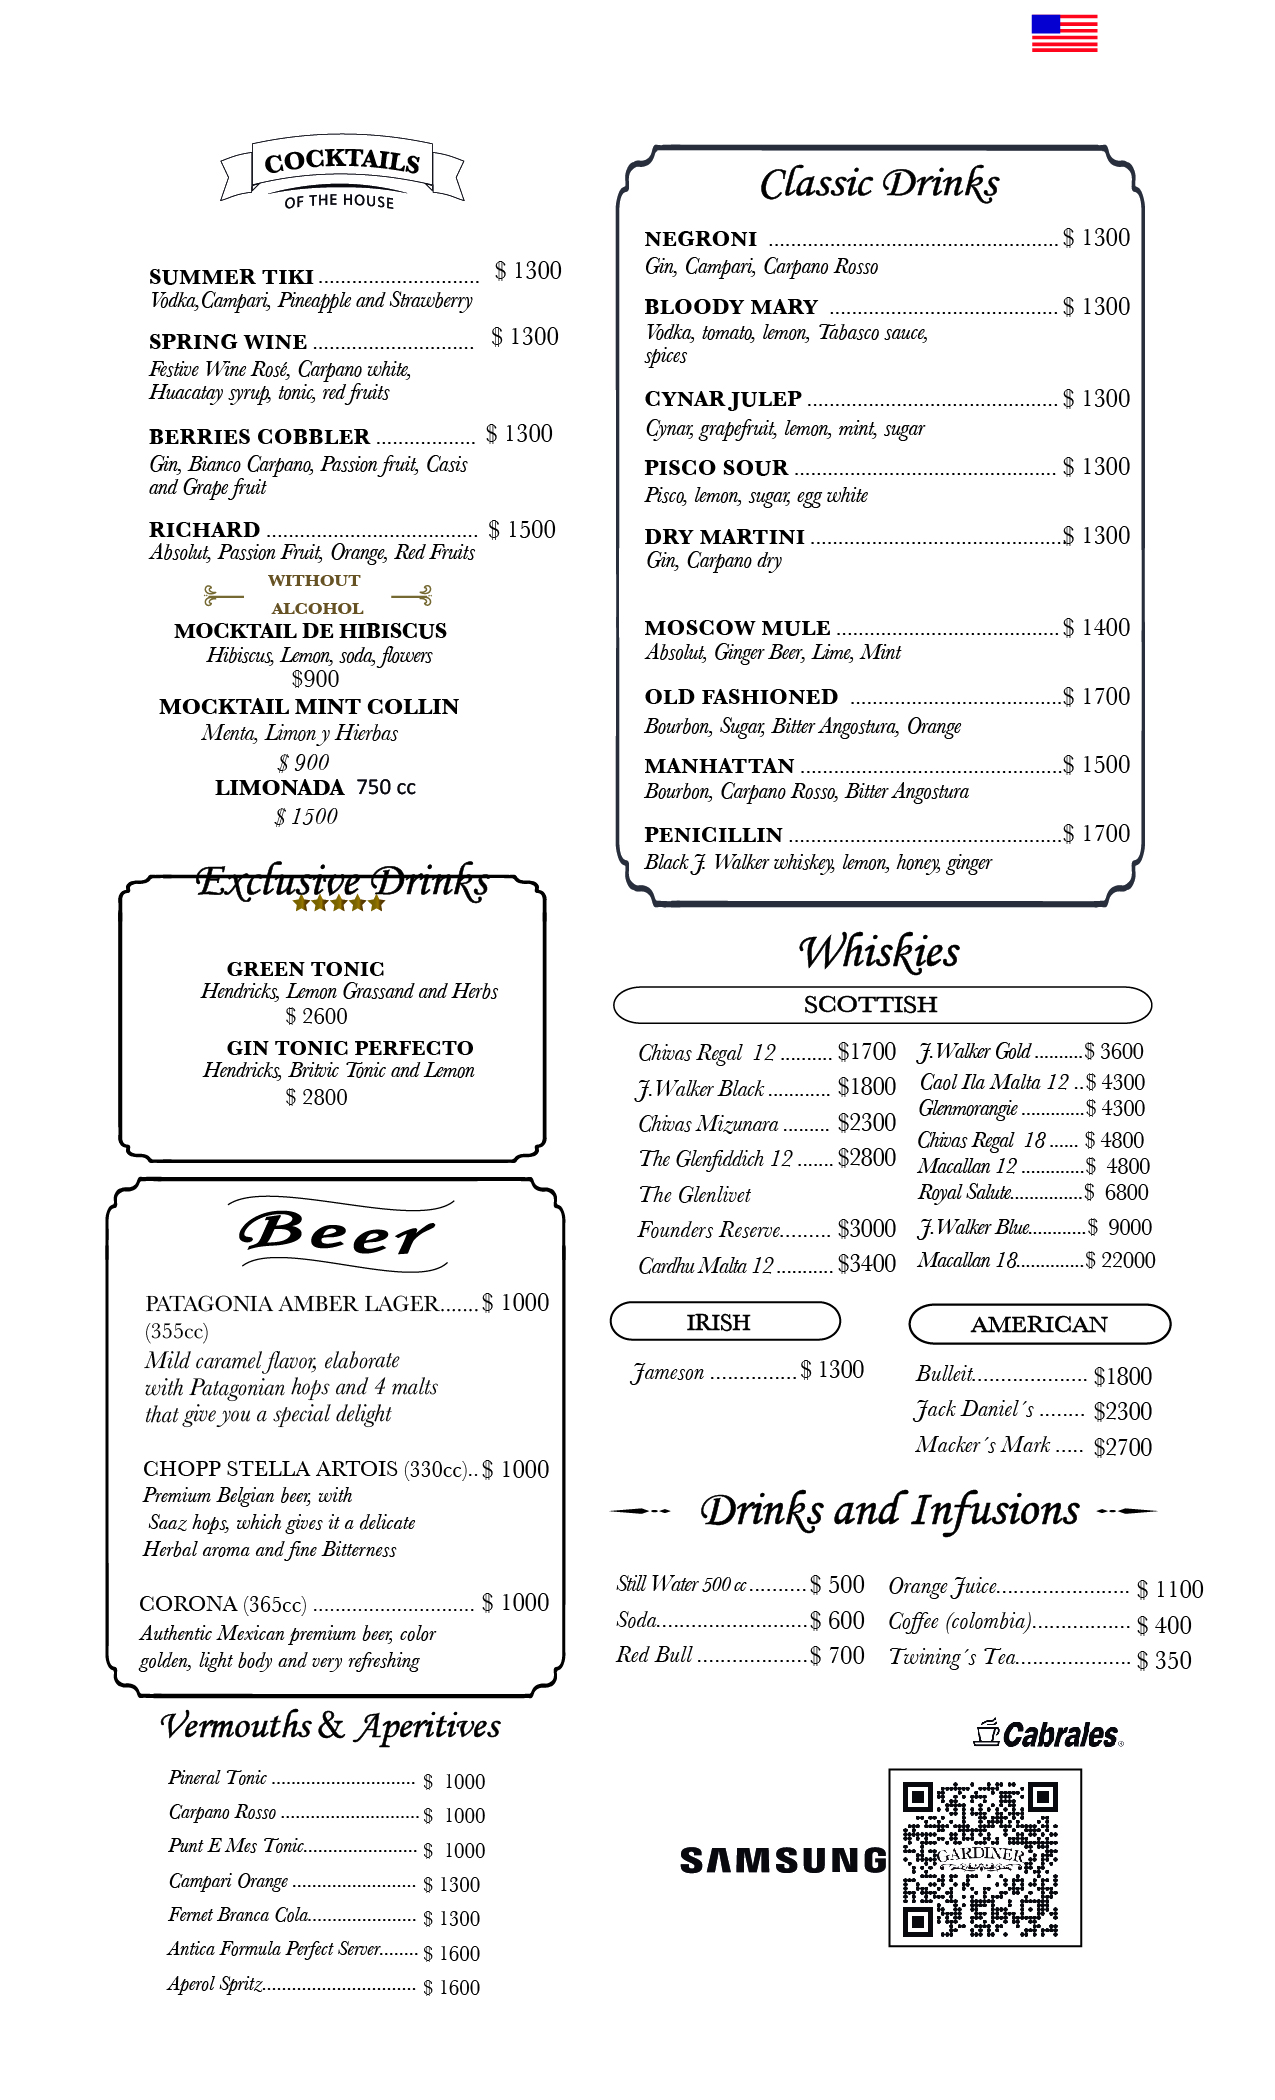 COCKTAILS
OF THE HOUSE
SUMMER TIKI ............................. $ 1300
Vodka,Campari, Pineapple and Strawberry
SPRING WINE ............................. $ 1300
Festive Wine Rosé, Carpano white,
Huacatay syrup, tonic, red fruits
BERRIES COBBLER .................. $ 1300
Gin, Bianco Carpano, Passion fruit, Casis
and Grape fruit
RICHARD ...................................... $ 1500
Absolut, Passion Fruit, Orange, Red Fruits
WITHOUT
ALCOHOL
MOCKTAIL DE HIBISCUS
Hibiscus, Lemon, soda, flowers
$900
MOCKTAIL MINT COLLIN
Menta, Limon y Hierbas
$ 900
LIMONADA 750 cc
$ 1500
Exclusive Drinks
GREEN TONIC
Hendricks, Lemon Grassand and Herbs
$ 2600
GIN TONIC PERFECTO
Hendricks, Britvic Tonic and Lemon
$ 2800
Beer
PATAGONIA AMBER LAGER.......$ 1000
(355cc)
Mild caramel flavor, elaborate
with Patagonian hops and 4 malts
that give you a special delight
CHOPP STELLA ARTOIS (330cc)..$ 1000
Premium Belgian beer, with
Saaz hops, which gives it a delicate
Herbal aroma and fine Bitterness
CORONA (365cc) ............................. $ 1000
Authentic Mexican premium beer, color
golden, light body and very refreshing
Vermouths & Aperitives
Pineral Tonic ............................. $ 1000
Carpano Rosso ............................ $ 1000
Punt E Mes Tonic....................... $ 1000
Campari Orange ......................... $ 1300
Fernet Branca Cola...................... $ 1300
Antica Formula Perfect Server........ $ 1600
Aperol Spritz............................... $ 1600
Classic Drinks
NEGRONI .................................................... $ 1300
Gin, Campari, Carpano Rosso
BLOODY MARY ......................................... $ 1300
Vodka, tomato, lemon, Tabasco sauce,
spices
CYNAR JULEP ............................................. $ 1300
Cynar, grapefruit, lemon, mint, sugar
PISCO SOUR ............................................... $ 1300
Pisco, lemon, sugar, egg white
DRY MARTINI .............................................$ 1300
Gin, Carpano dry
MOSCOW MULE ........................................ $ 1400
Absolut, Ginger Beer, Lime, Mint
OLD FASHIONED ......................................$ 1700
Bourbon, Sugar, Bitter Angostura, Orange
MANHATTAN ...............................................$ 1500
Bourbon, Carpano Rosso, Bitter Angostura
PENICILLIN .................................................$ 1700
Black J. Walker whiskey, lemon, honey, ginger
Whiskies
SCOTTISH
Chivas Regal 12 .......... $1700
J.Walker Black ............ $1800
Chivas Mizunara ......... $2300
The Glenfiddich 12 ....... $2800
The Glenlivet
Founders Reserve......... $3000
Cardhu Malta 12 ........... $3400
J.Walker Gold ..........$ 3600
Caol Ila Malta 12 ..$ 4300
Glenmorangie .............$ 4300
Chivas Regal 18 ...... $ 4800
Macallan 12 .............$ 4800
Royal Salute...............$ 6800
J.Walker Blue............$ 9000
Macallan 18..............$ 22000
IRISH
Jameson ...............$ 1300
AMERICAN
Bulleit...................... $1800
Jack Daniel´s ........ $2300
Macker´s Mark ..... $2700
Drinks and Infusions
Still Water 500 cc ..........$ 500
Soda...........................$ 600
Red Bull ...................$ 700
Orange Juice........................ $ 1100
Coffee (colombia).................. $ 400
Twining´s Tea..................... $ 350
Cabrales
SAMSUNG
GARDINER